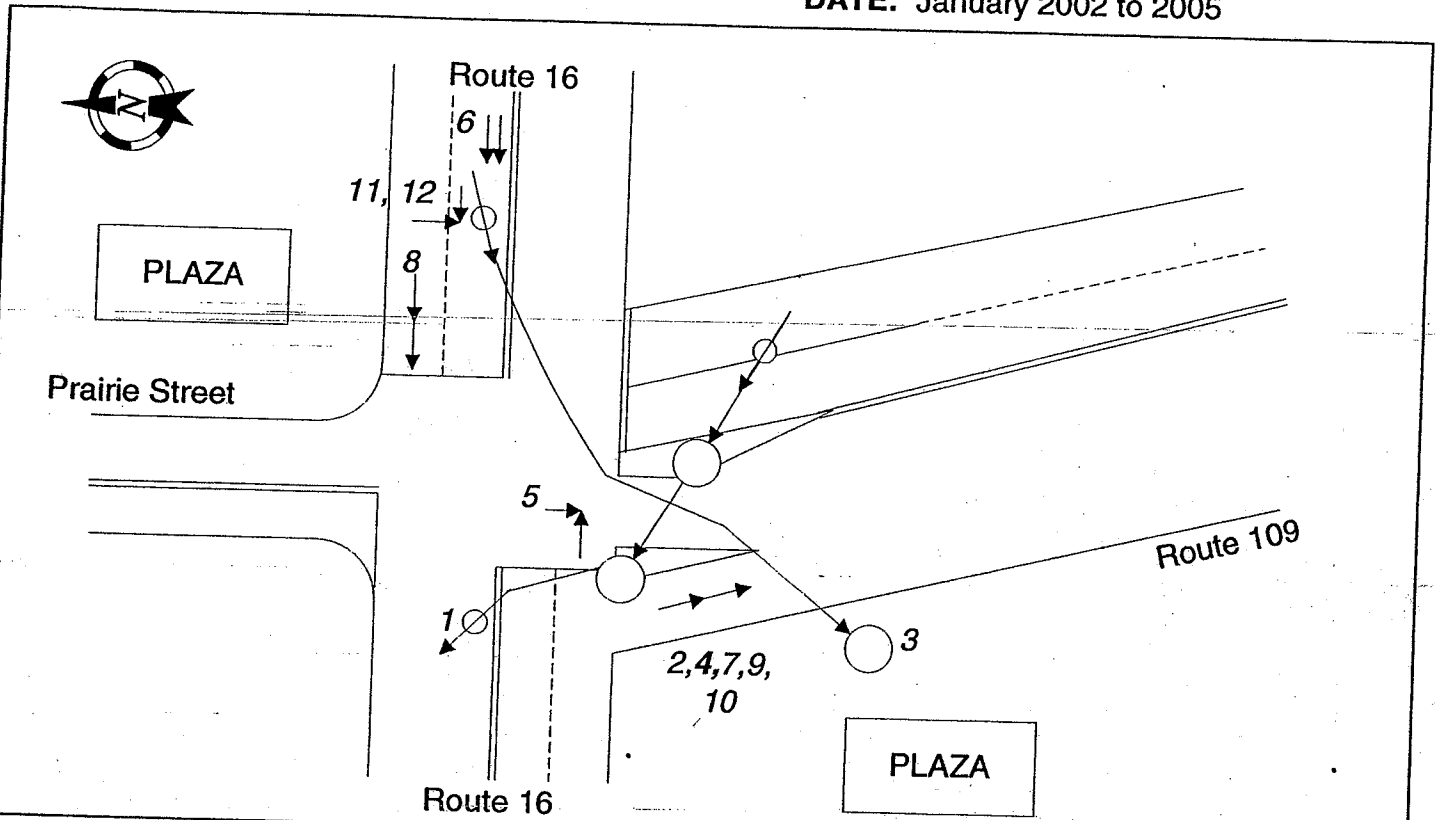 DATE: January 2002 to 2005
Route 16
N
6
11, 12
8
PLAZA
Prairie Street
5
Route 109
1
3
2,4,7,9,
10
PLAZA
Route 16